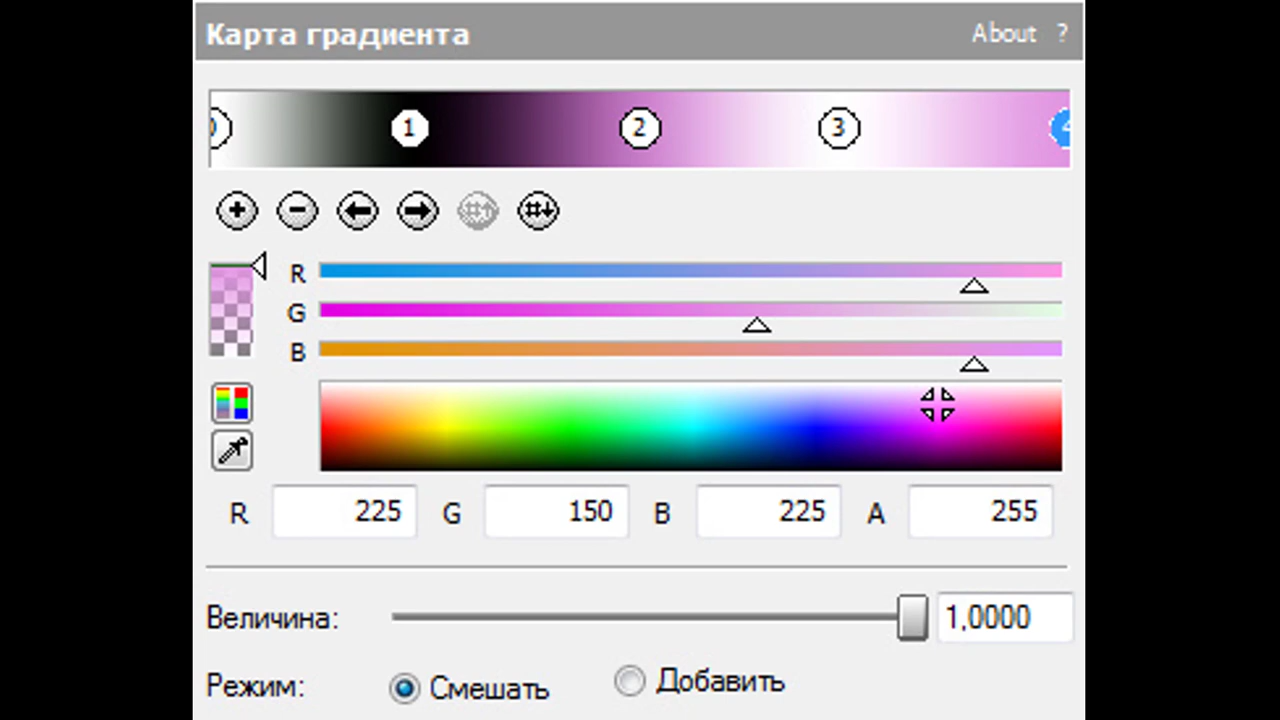 Карта градиента About ?
1 2 3
R
G
B
R 225 G 150 B 225 A 255
Величина: 1,0000
Режим: Смешать Добавить